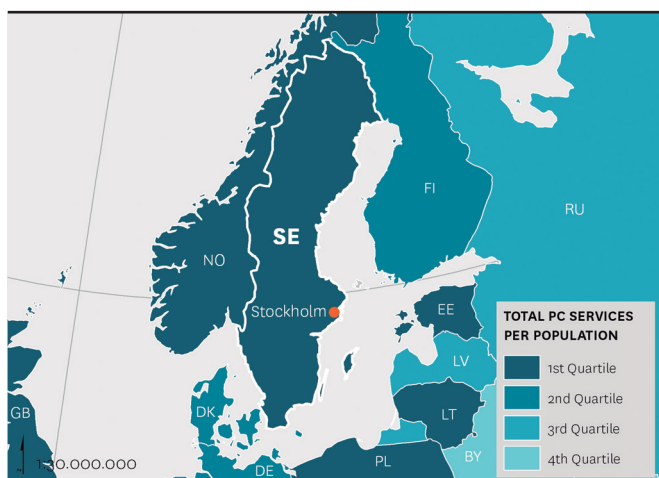 SE
NO
FI
RU
Stockholm
EE
LV
LT
BY
PL
DK
DE
GB
1:30.000.000
TOTAL PC SERVICES
PER POPULATION
1st Quartile
2nd Quartile
3rd Quartile
4th Quartile